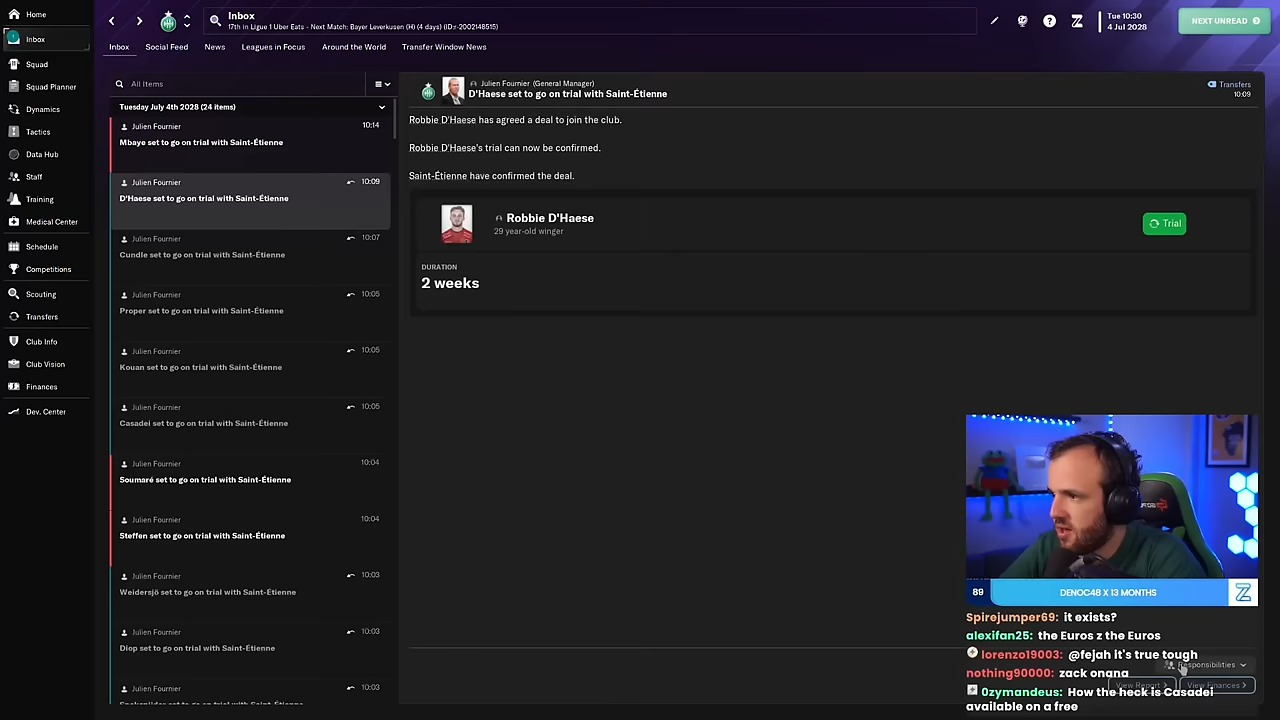 Home
Inbox
Squad
Squad Planner
Dynamics
Tactics
Data Hub
Staff
Training
Medical Center
Schedule
Competitions
Scouting
Transfers
Club Info
Club Vision
Finances
Dev. Center
Inbox
17th in Ligue 1 Uber Eats - Next Match: Bayer Leverkusen (H) (4 days) (ID:r-2002148515)
Tue 10:30
4 Jul 2028
NEXT UNREAD
Inbox
Social Feed
News
Leagues in Focus
Around the World
Transfer Window News
All Items
Tuesday July 4th 2028 (24 items)
Julien Fournier 10:14
Mbaye set to go on trial with Saint-Étienne
Julien Fournier 10:09
D'Haese set to go on trial with Saint-Étienne
Julien Fournier 10:07
Cundle set to go on trial with Saint-Étienne
Julien Fournier 10:05
Proper set to go on trial with Saint-Étienne
Julien Fournier 10:05
Kouan set to go on trial with Saint-Étienne
Julien Fournier 10:05
Casadei set to go on trial with Saint-Étienne
Julien Fournier 10:04
Soumaré set to go on trial with Saint-Étienne
Julien Fournier 10:04
Steffen set to go on trial with Saint-Étienne
Julien Fournier 10:03
Weidersjö set to go on trial with Saint-Étienne
Julien Fournier 10:03
Diop set to go on trial with Saint-Étienne
Julien Fournier 10:03
Julien Fournier (General Manager)
D'Haese set to go on trial with Saint-Étienne
Transfers
10:09
Robbie D'Haese has agreed a deal to join the club.
Robbie D'Haese's trial can now be confirmed.
Saint-Étienne have confirmed the deal.
Robbie D'Haese
29 year-old winger
Trial
DURATION
2 weeks
89 DENOC48 X 13 MONTHS Z
Spirejumper69: it exists?
alexifan25: the Euros z the Euros
lorenzo19003: @fejah it's true tough
Responsibilities
nothing90000: zack onana
View Report
View Finances
0zymandeus: How the heck is Casadei
available on a free